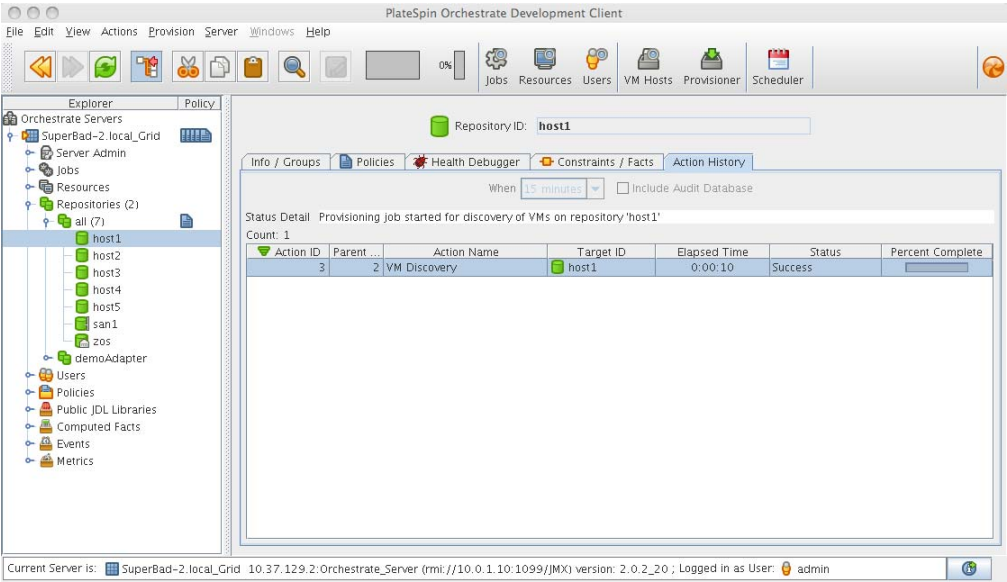 PlateSpin Orchestrate Development Client
File Edit View Actions Provision Server Windows Help
0% Jobs Resources Users VM Hosts Provisioner Scheduler
Explorer Policy
Orchestrate Servers
SuperBad-2.local_Grid
Server Admin
Jobs
Resources
Repositories (2)
all (7)
host1
host2
host3
host4
host5
san1
zos
demoAdapter
Users
Policies
Public JDL Libraries
Computed Facts
Events
Metrics
Repository ID: host1
Info / Groups Policies Health Debugger Constraints / Facts Action History
When 15 minutes Include Audit Database
Status Detail Provisioning job started for discovery of VMs on repository 'host1'
Count: 1
Action ID Parent ... Action Name Target ID Elapsed Time Status Percent Complete
3 2 VM Discovery host1 0:00:10 Success
Current Server is: SuperBad-2.local_Grid 10.37.129.2:Orchestrate_Server (rmi://10.0.1.10:1099/JMX) version: 2.0.2_20 ; Logged in as User: admin